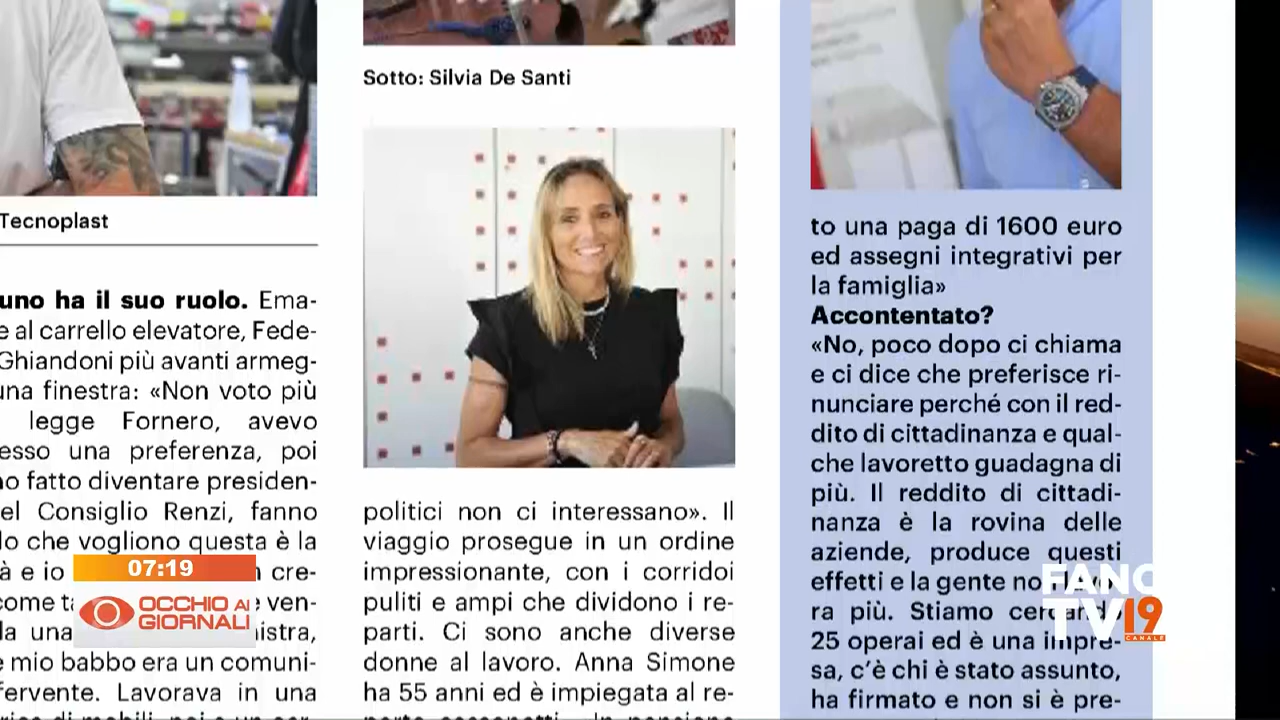 Tecnoplast
uno ha il suo ruolo. Ema-
e al carrello elevatore, Fede-
Ghiandoni più avanti armeg-
una finestra: «Non voto più
legge Fornero, avevo
esso una preferenza, poi
no fatto diventare presiden-
el Consiglio Renzi, fanno
lo che vogliono questa è la
à e io cre-
come ven-
la una istra,
e mio babbo era un comuni-
fervente. Lavorava in una
07:19
OCCHIO AI
GIORNALI
Sotto: Silvia De Santi
politici non ci interessano». Il
viaggio prosegue in un ordine
impressionante, con i corridoi
puliti e ampi che dividono i re-
parti. Ci sono anche diverse
donne al lavoro. Anna Simone
ha 55 anni ed è impiegata al re-
to una paga di 1600 euro
ed assegni integrativi per
la famiglia»
Accontentato?
«No, poco dopo ci chiama
e ci dice che preferisce ri-
nunciare perché con il red-
dito di cittadinanza e qual-
che lavoretto guadagna di
più. Il reddito di cittadi-
nanza è la rovina delle
aziende, produce questi
effetti e la gente non lavo-
ra più. Stiamo cercando
25 operai ed è una impre-
sa, c'è chi è stato assunto,
ha firmato e non si è pre-
FANO
TV19
CANALE